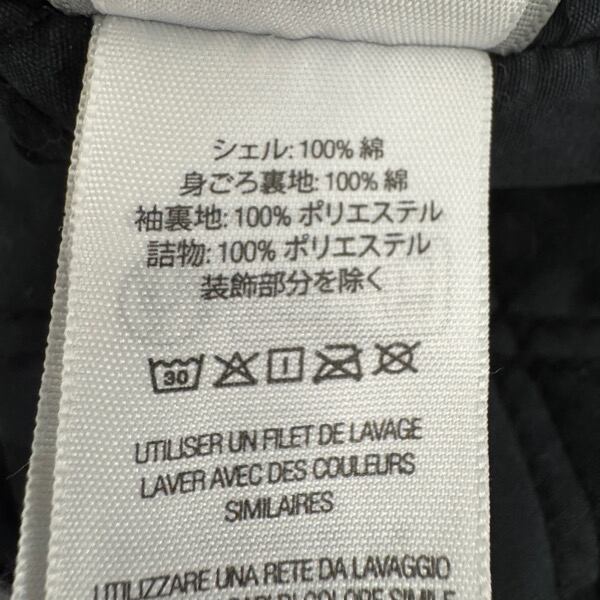 シェル: 100% 綿
身ごろ裏地: 100% 綿
袖裏地: 100% ポリエステル
詰物: 100% ポリエステル
装飾部分を除く
30
UTILISER UN FILET DE LAVAGE
LAVER AVEC DES COULEURS
SIMILAIRES
UTILIZZARE UNA RETE DA LAVAGGIO
COLORE SIMILE